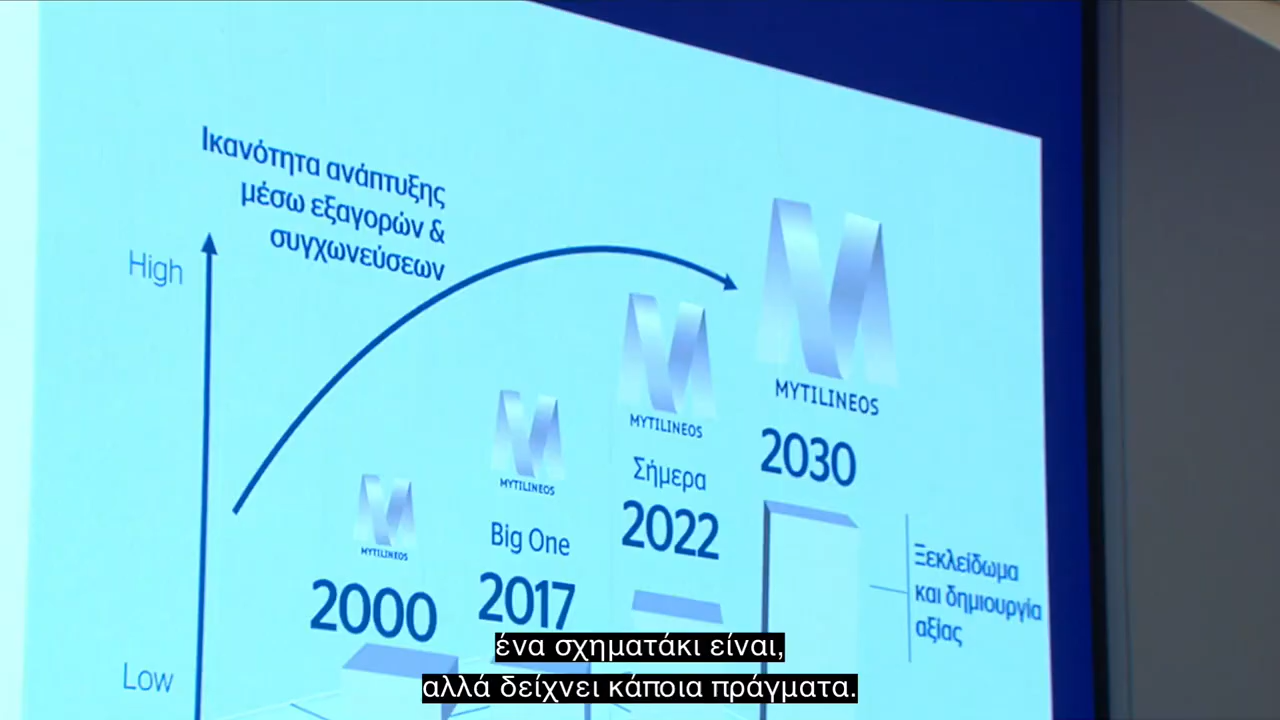 Ικανότητα ανάπτυξης
μέσω εξαγορών &
συγχωνεύσεων
High
MYTILINEOS
MYTILINEOS
2030
Σήμερα
MYTILINEOS
2022
Big One
MYTILINEOS
2017
2000
Ξεκλείδωμα
και δημιουργία
αξίας
Low
ένα σχηματάκι είναι,
αλλά δείχνει κάποια πράγματα.